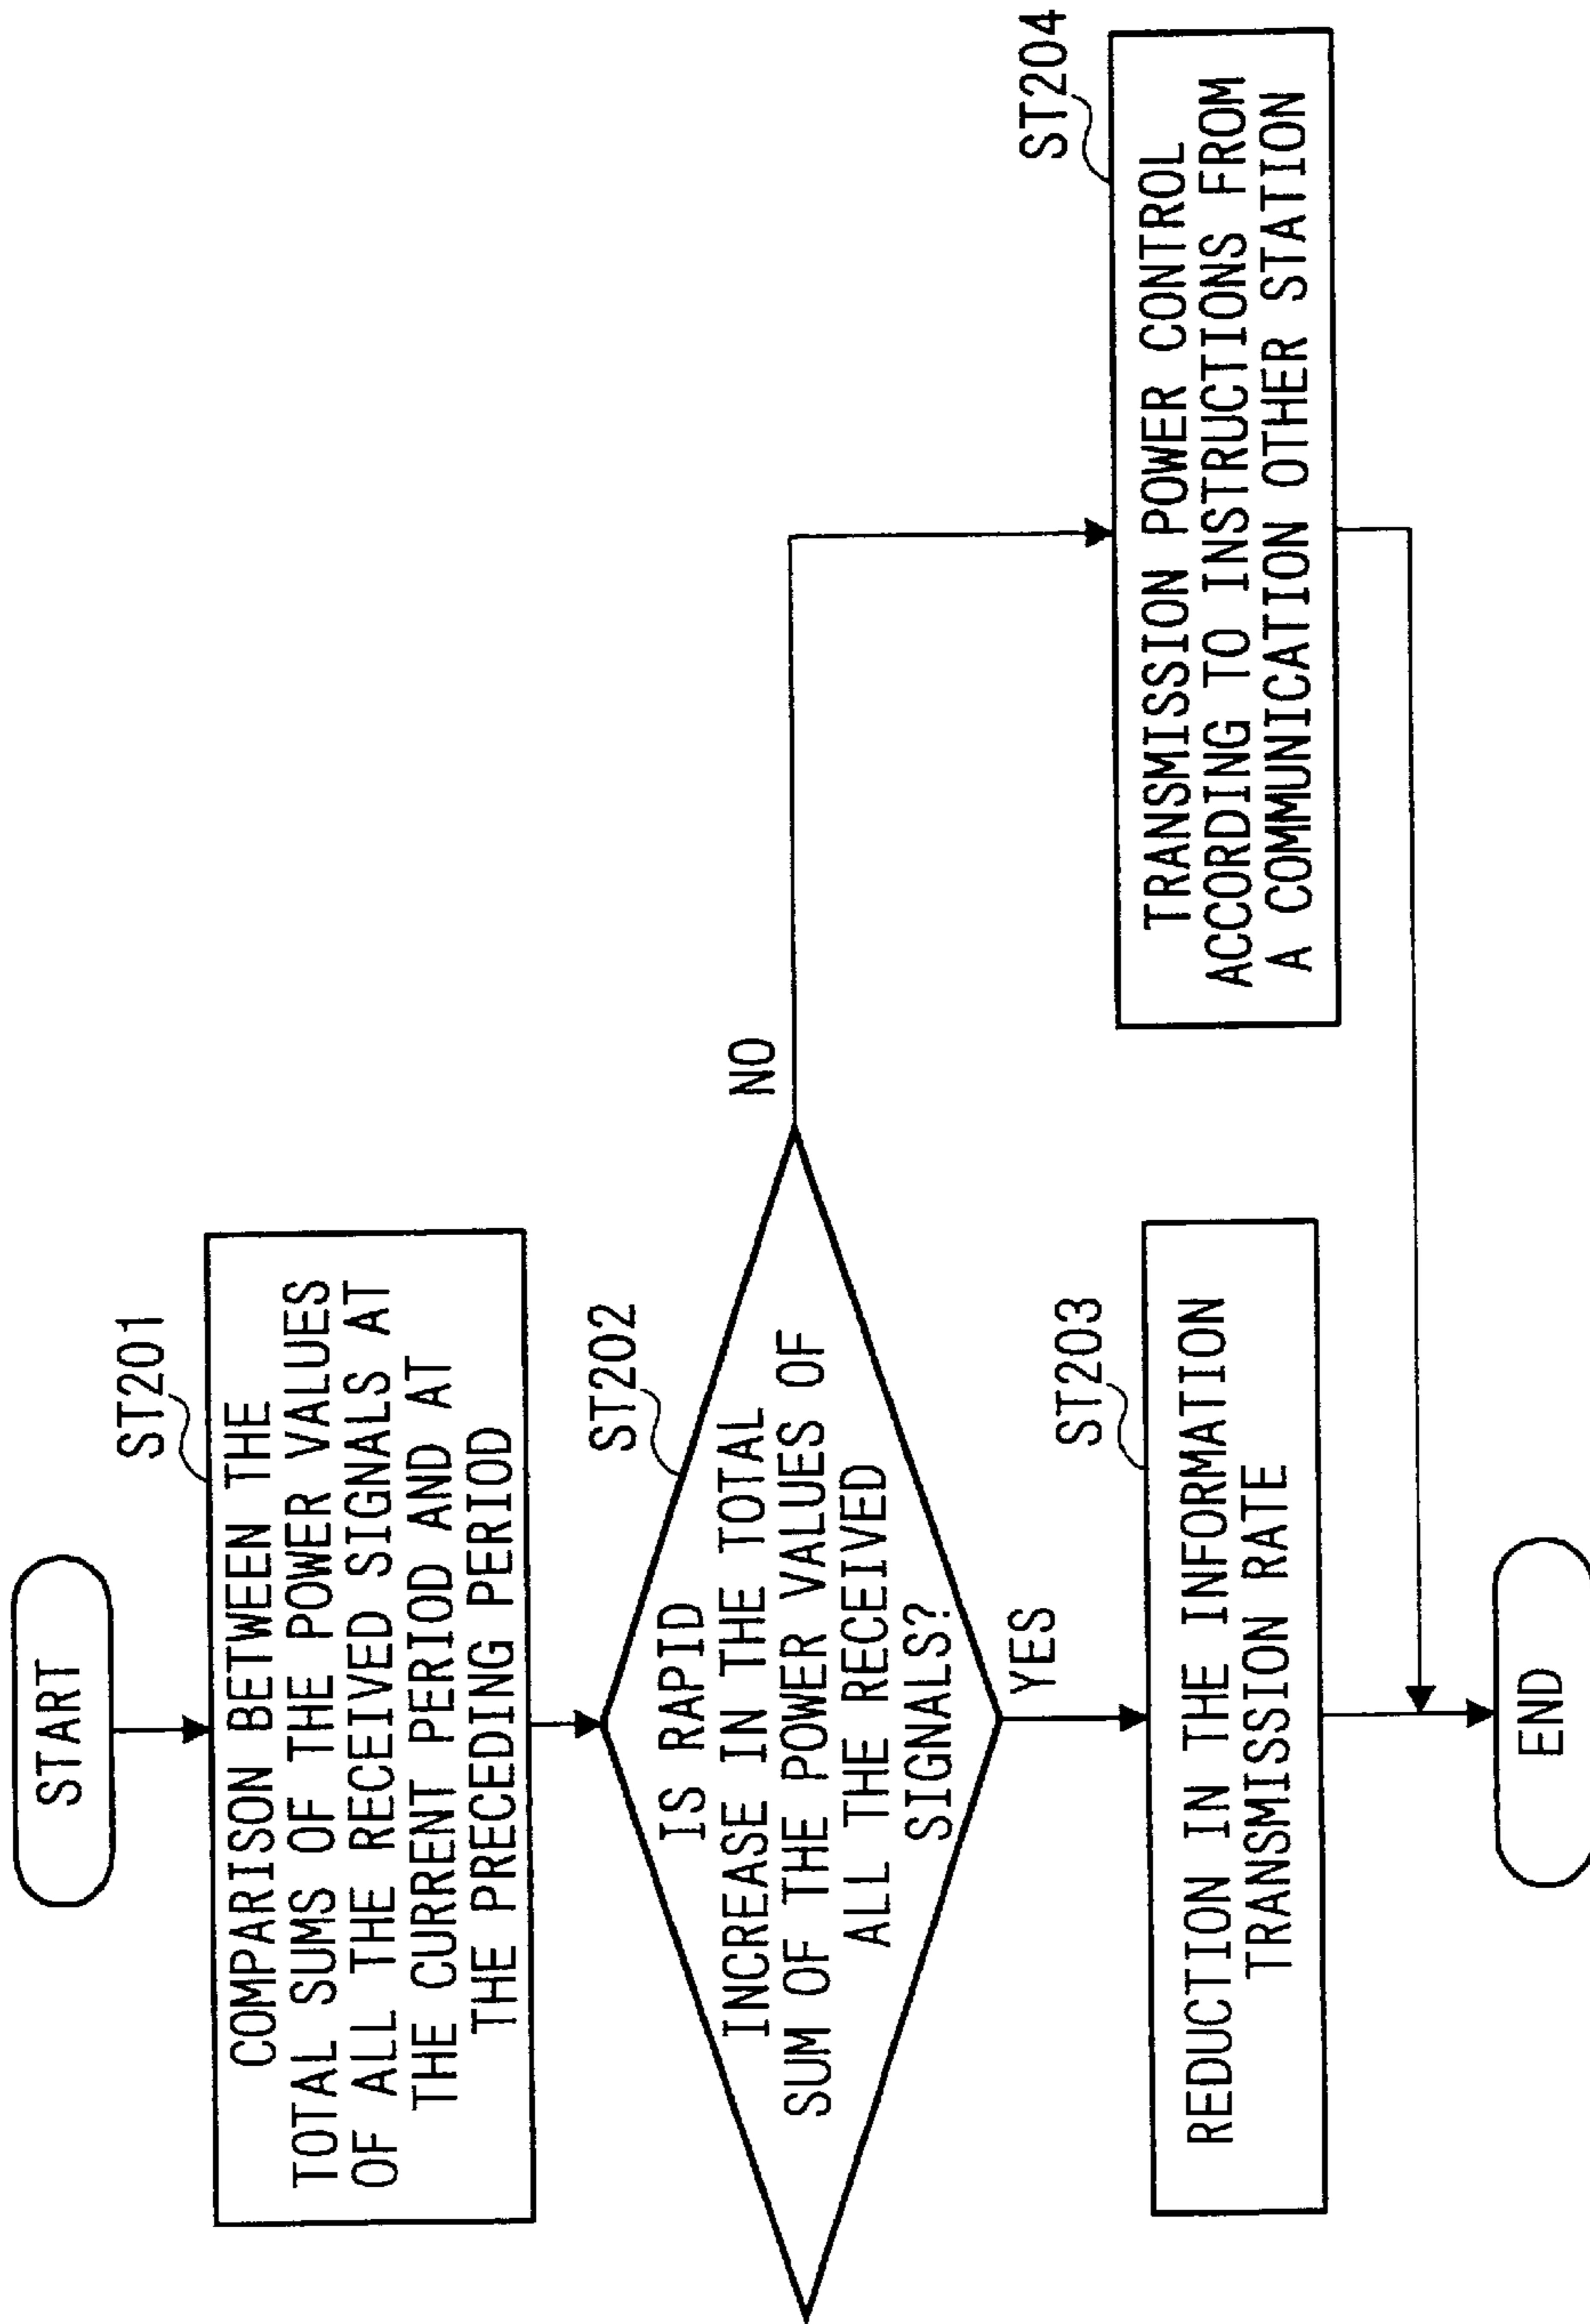 START
ST201
COMPARISON BETWEEN THE
TOTAL SUMS OF THE POWER VALUES
OF ALL THE RECEIVED SIGNALS AT
THE CURRENT PERIOD AND AT
THE PRECEDING PERIOD
ST202
IS RAPID
INCREASE IN THE TOTAL
SUM OF THE POWER VALUES OF
ALL THE RECEIVED
SIGNALS?
NO
YES
ST203
REDUCTION IN THE INFORMATION
TRANSMISSION RATE
ST204
TRANSMISSION POWER CONTROL
ACCORDING TO INSTRUCTIONS FROM
A COMMUNICATION OTHER STATION
END